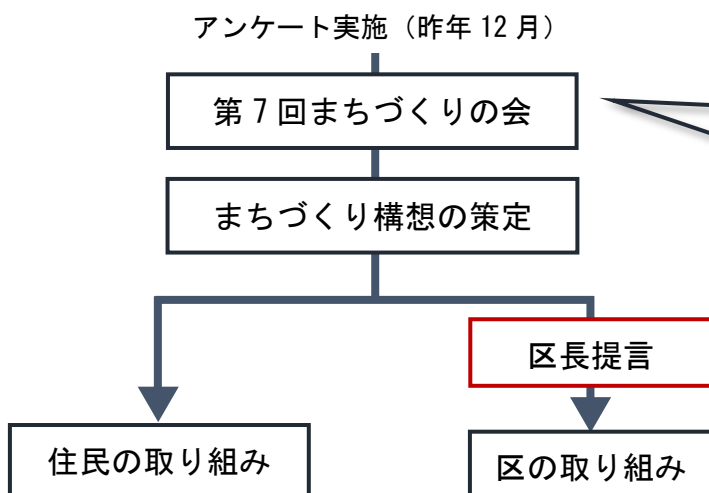 アンケート実施（昨年 12 月）
第 7 回まちづくりの会
まちづくり構想の策定
区長提言
住民の取り組み
区の取り組み